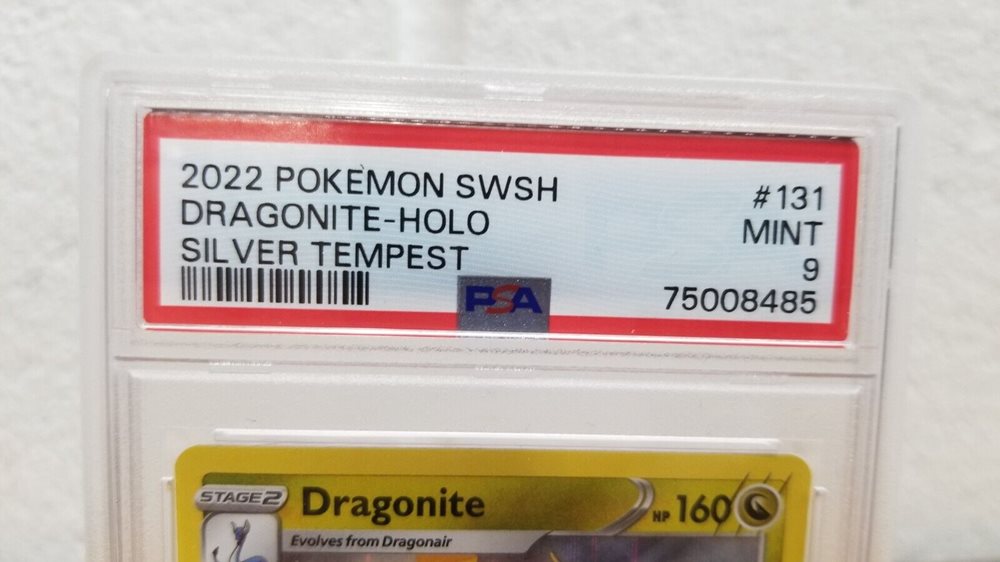 2022 POKEMON SWSH #131
DRAGONITE-HOLO MINT
SILVER TEMPEST 9
PSA 75008485
STAGE 2 Dragonite HP 160
Evolves from Dragonair